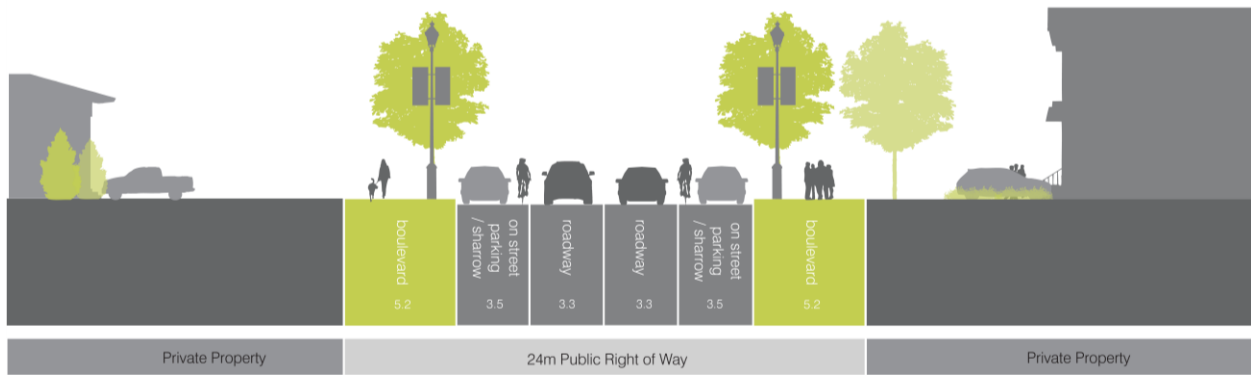 boulevard
5.2
on street
parking
/ sharrow
3.5
roadway
3.3
roadway
3.3
on street
parking
/ sharrow
3.5
boulevard
5.2
Private Property
24m Public Right of Way
Private Property